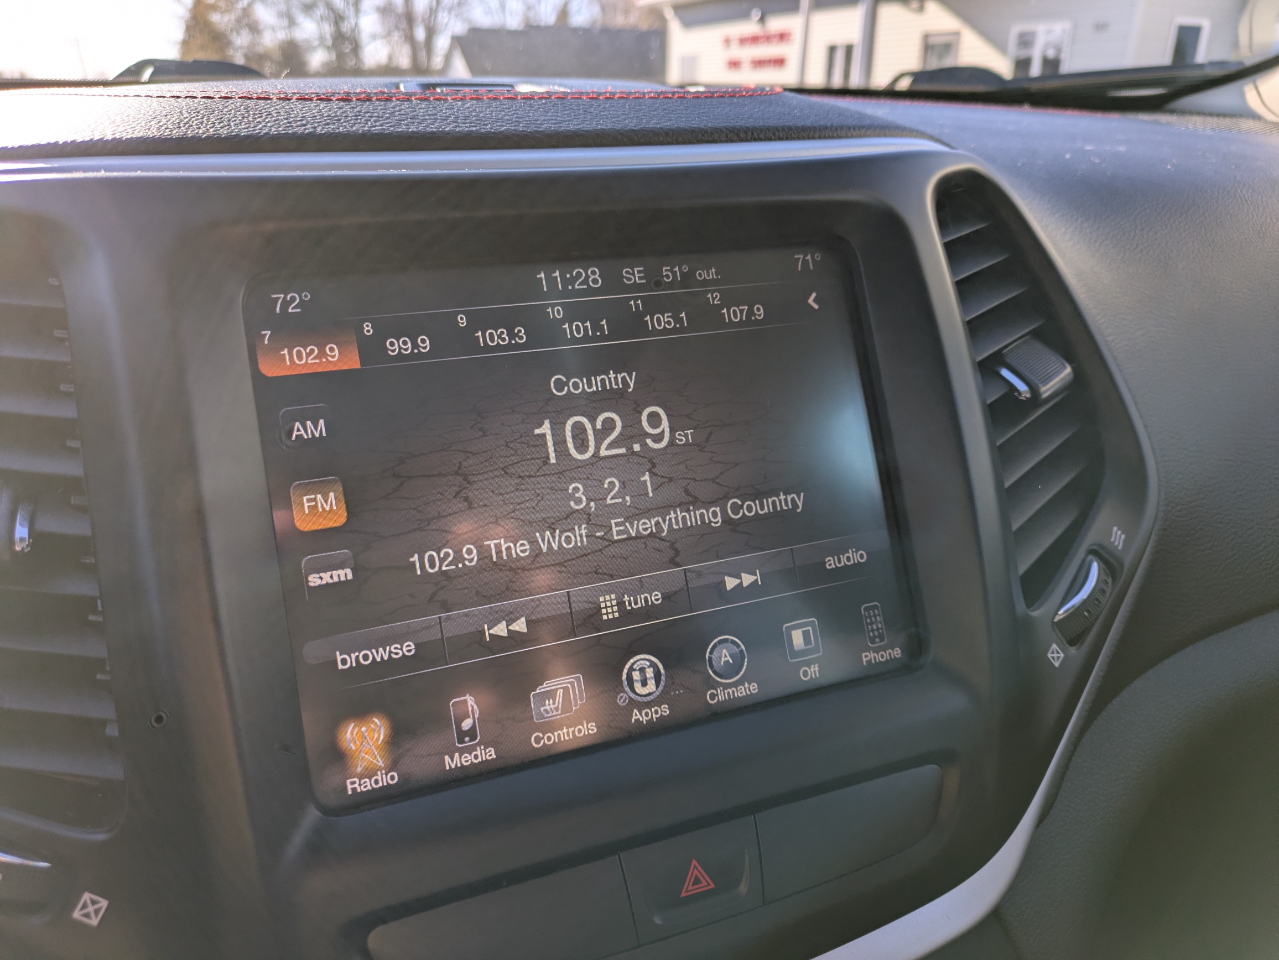 72° 11:28 SE 51° out. 71°
7 102.9 8 99.9 9 103.3 10 101.1 11 105.1 12 107.9
Country
AM
102.9 ST
FM
3, 2, 1
102.9 The Wolf - Everything Country
sxm
browse tune audio
Radio Media Controls Apps A Climate Off Phone